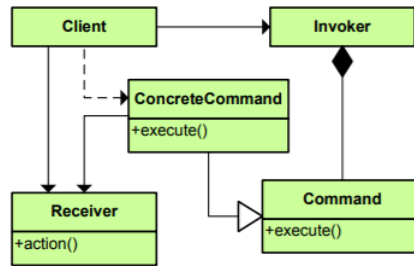 Client
Invoker
ConcreteCommand
+execute()
Receiver
+action()
Command
+execute()